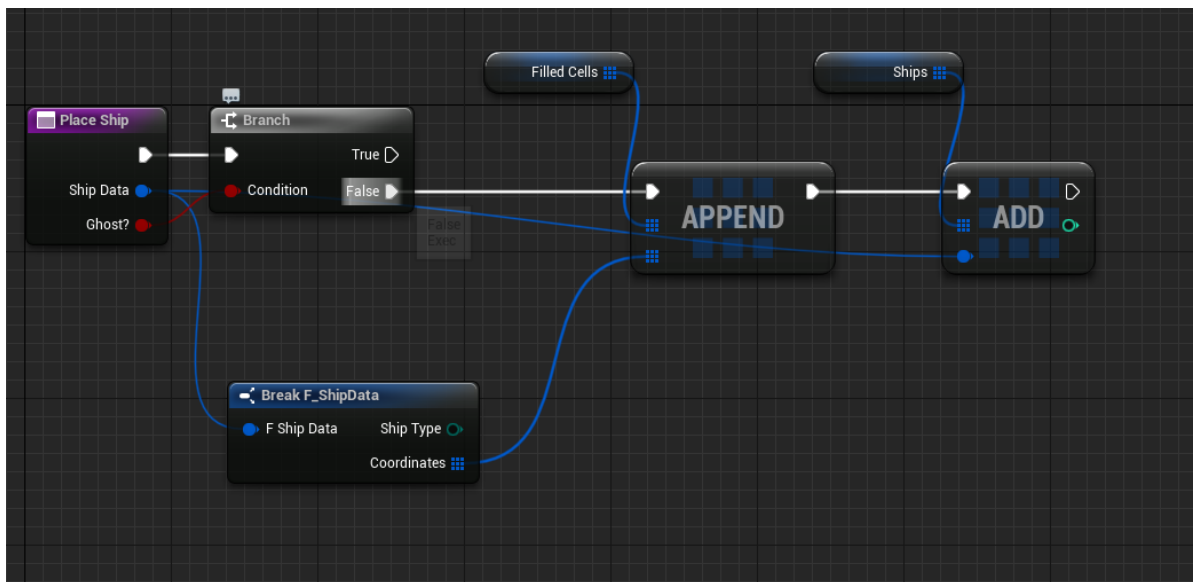 Filled Cells
Ships
Place Ship
Branch
True
Ship Data
Condition
False
Ghost?
False
Exec
APPEND
ADD
Break F_ShipData
F Ship Data
Ship Type
Coordinates